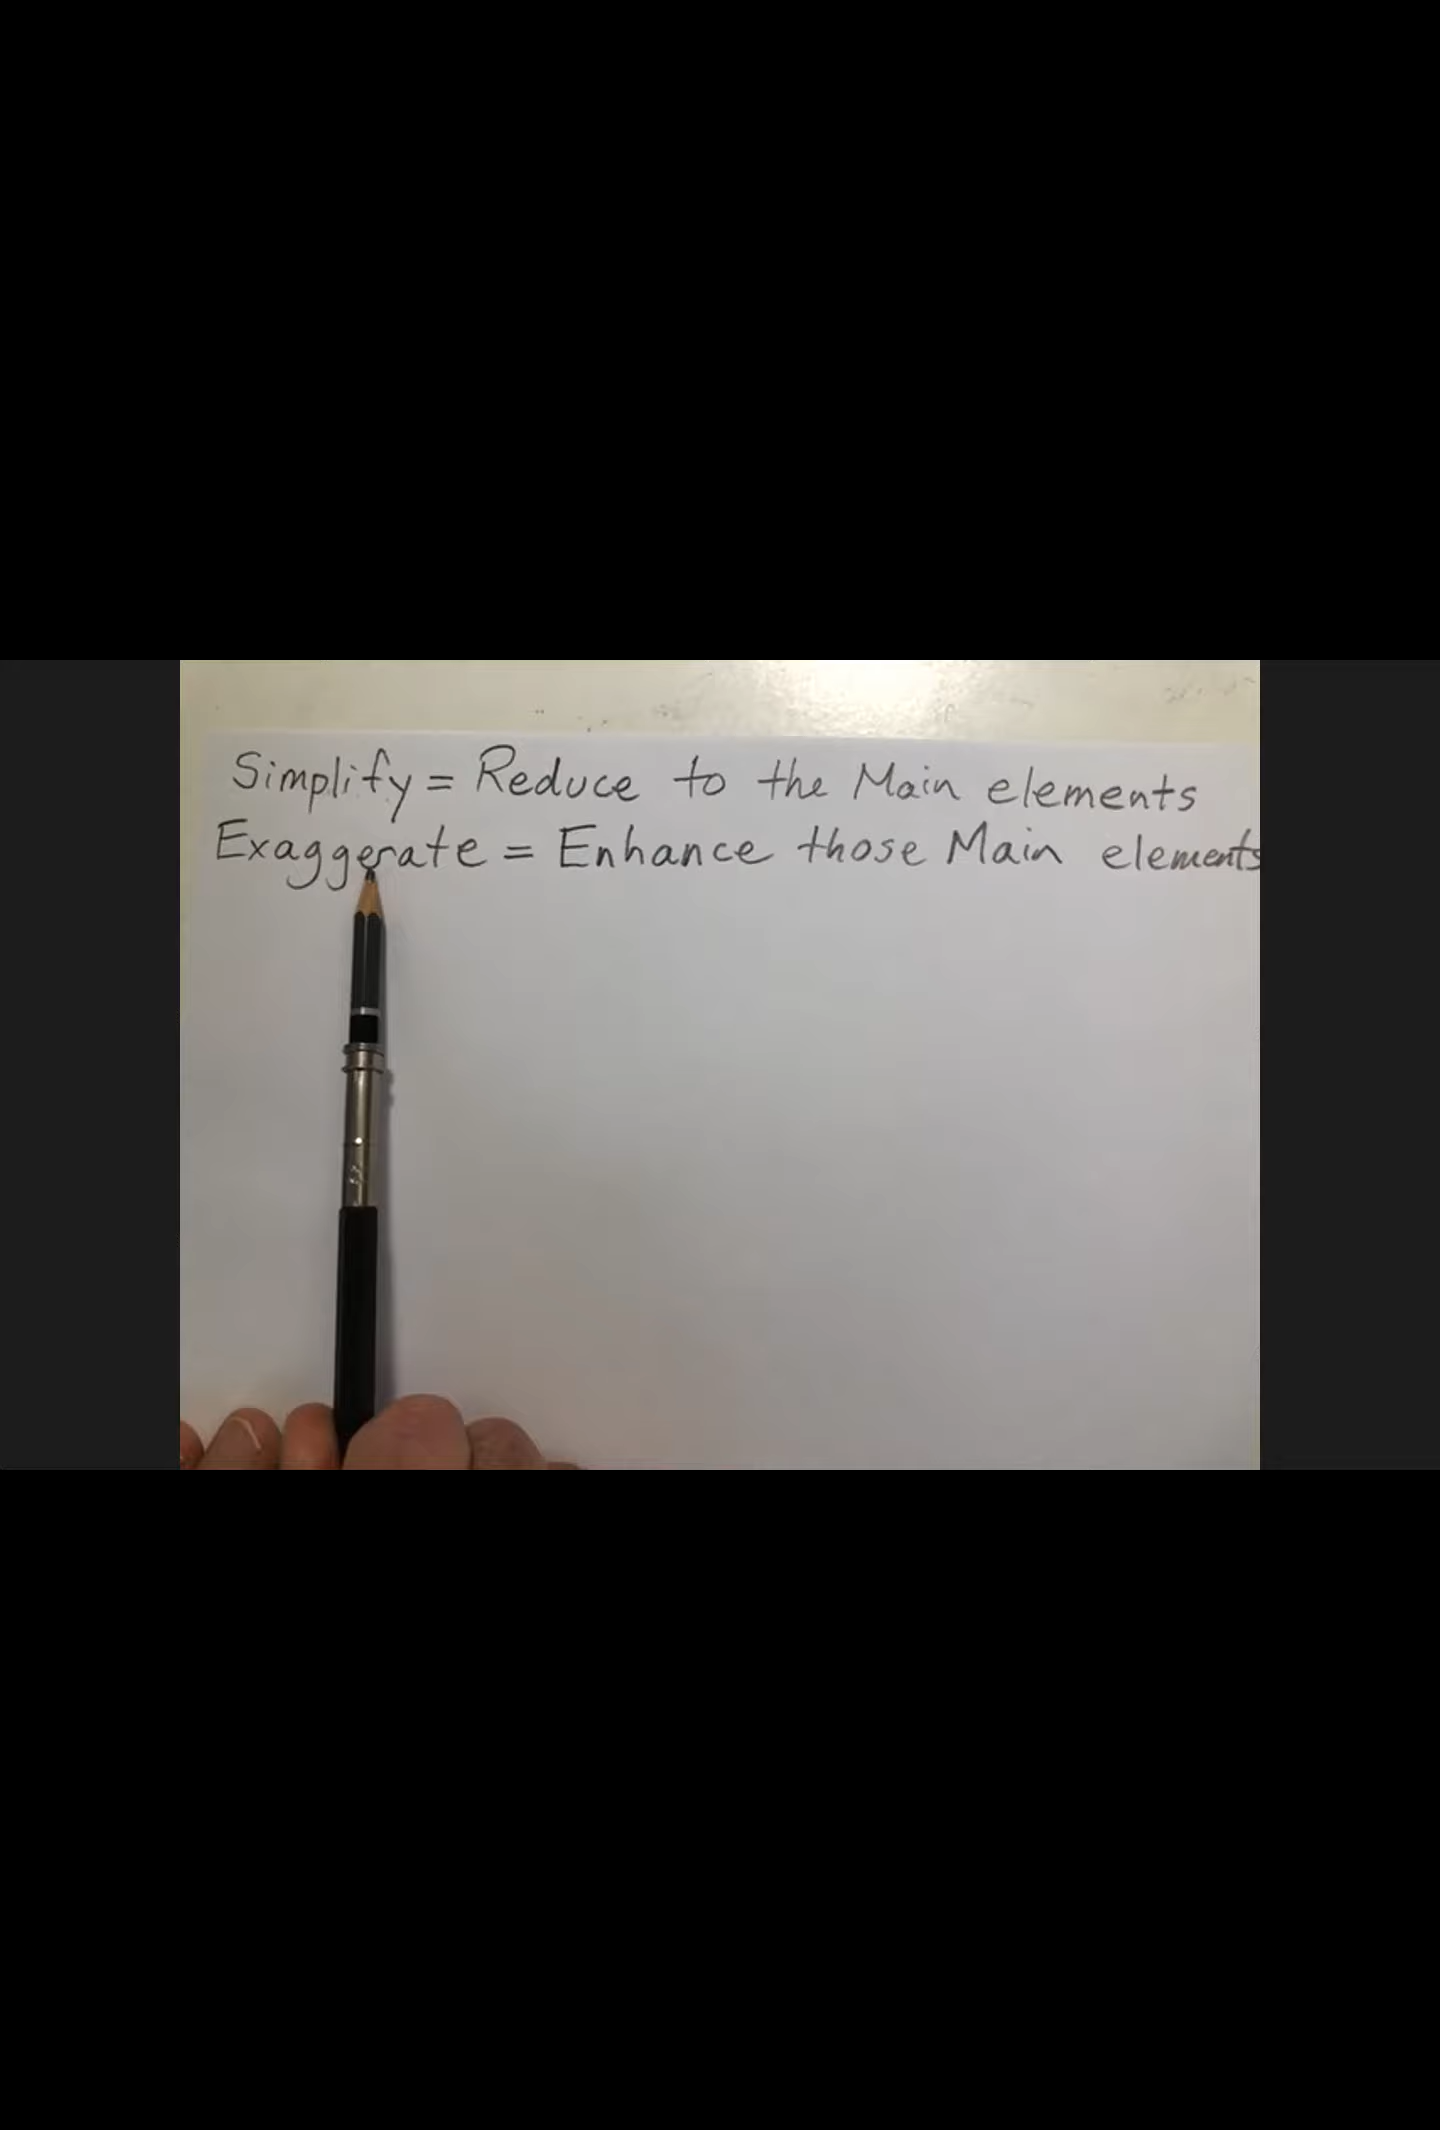 Simplify = Reduce to the Main elements
Exaggerate = Enhance those Main elements